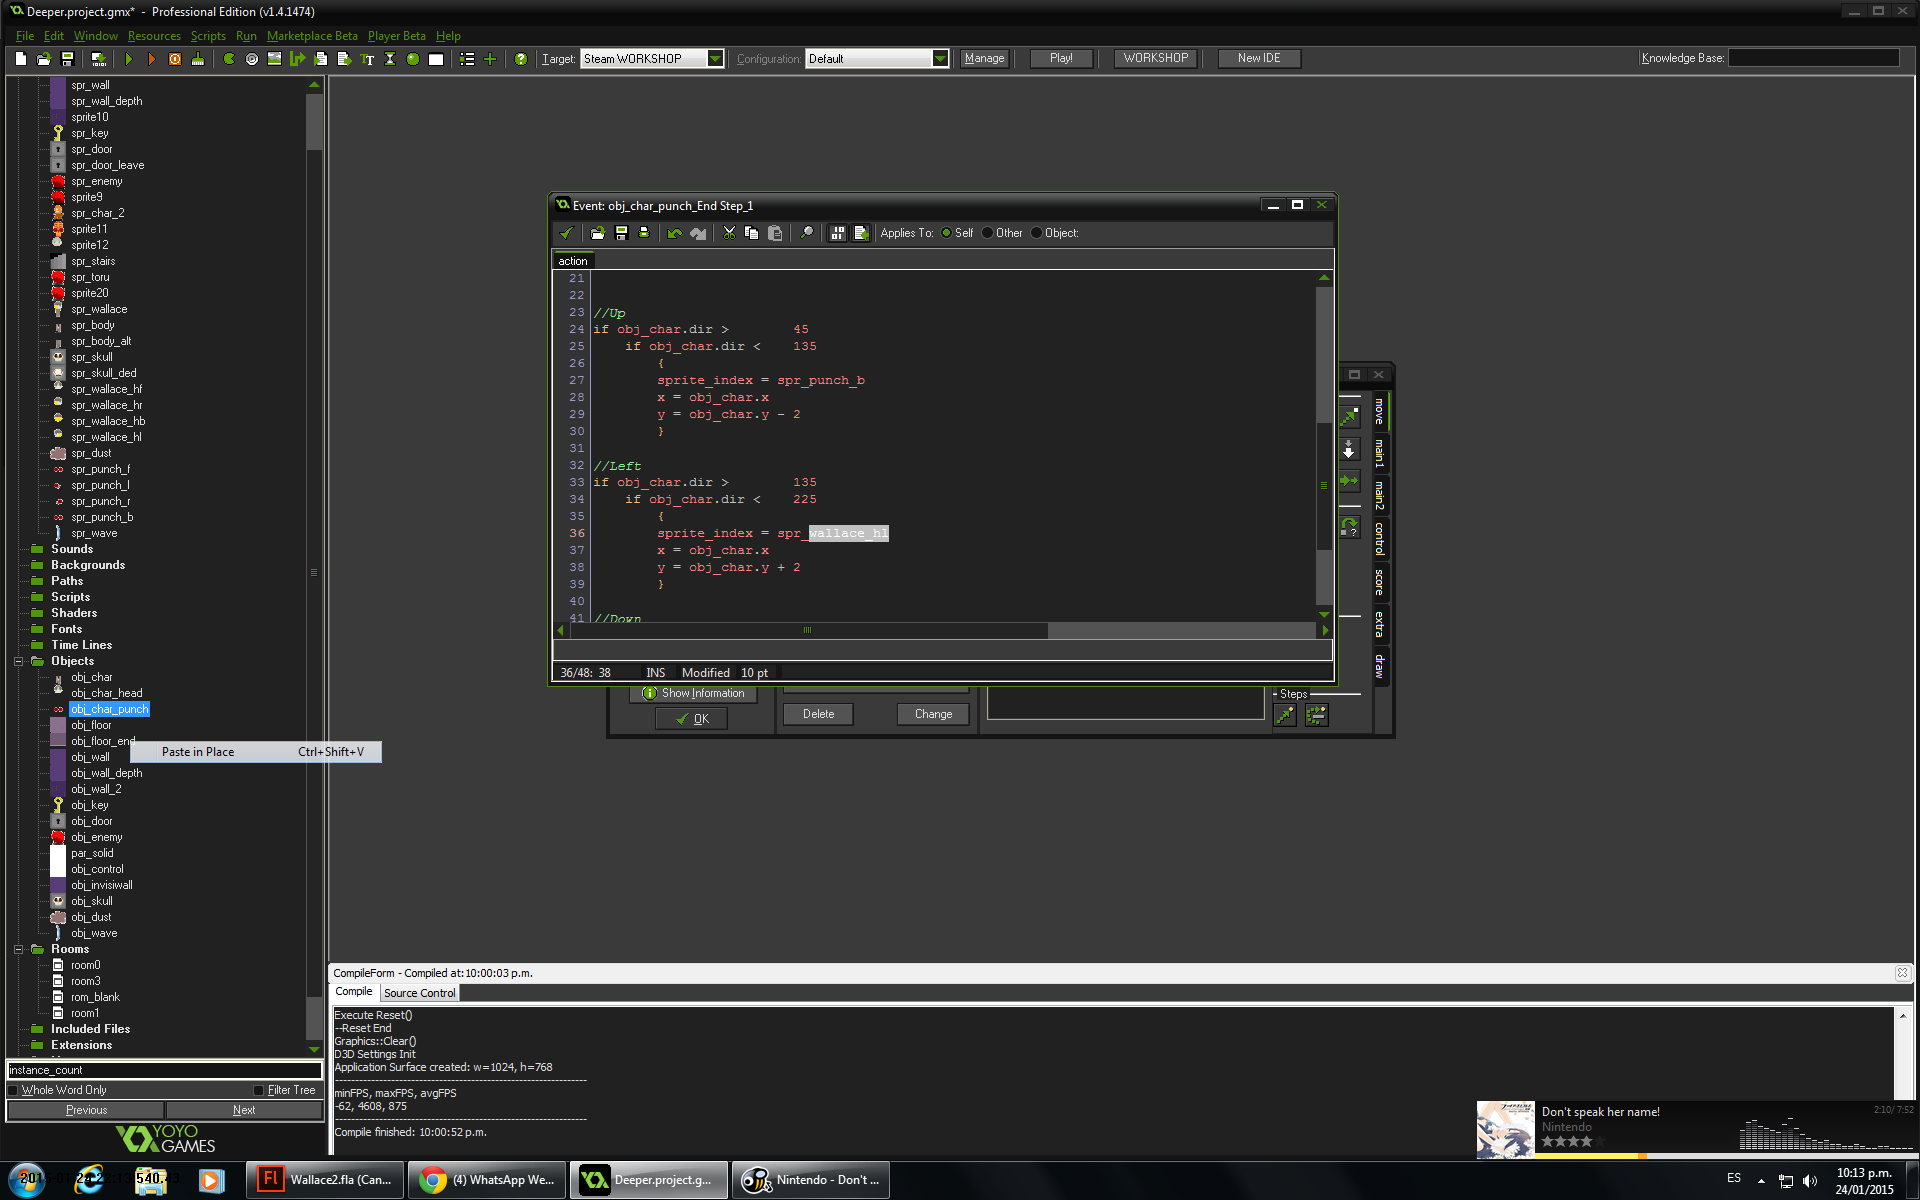 Deeper.project.gmx* - Professional Edition (v1.4.1474)
File Edit Window Resources Scripts Run Marketplace Beta Player Beta Help
Target: Steam WORKSHOP Configuration: Default Manage Play! WORKSHOP New IDE Knowledge Base:
spr_wall
spr_wall_depth
sprite10
spr_key
spr_door
spr_door_leave
spr_enemy
sprite9
spr_char_2
sprite11
sprite12
spr_stairs
spr_toru
sprite20
spr_wallace
spr_body
spr_body_alt
spr_skull
spr_skull_ded
spr_wallace_hf
spr_wallace_hr
spr_wallace_hb
spr_wallace_hl
spr_dust
spr_punch_f
spr_punch_l
spr_punch_r
spr_punch_b
spr_wave
Sounds
Backgrounds
Paths
Scripts
Shaders
Fonts
Time Lines
Objects
obj_char
obj_char_head
obj_char_punch
obj_floor
obj_floor_end
obj_wall
obj_wall_depth
obj_wall_2
obj_key
obj_door
obj_enemy
par_solid
obj_control
obj_invisiwall
obj_skull
obj_dust
obj_wave
Rooms
room0
room3
rom_blank
room1
Included Files
Extensions
instance_count
Whole Word Only Filter Tree
Previous Next
YOYO
GAMES
Paste in Place Ctrl+Shift+V
Event: obj_char_punch_End Step_1
Applies To: Self Other Object:
action
21
22
23 //Up
24 if obj_char.dir > 45
25 if obj_char.dir < 135
26 {
27 sprite_index = spr_punch_b
28 x = obj_char.x
29 y = obj_char.y - 2
30 }
31
32 //Left
33 if obj_char.dir > 135
34 if obj_char.dir < 225
35 {
36 sprite_index = spr_wallace_hl
37 x = obj_char.x
38 y = obj_char.y + 2
39 }
40
41 //Down
36/48: 38 INS Modified 10 pt
Show Information
OK
Delete Change
Steps
move
main1
main2
control
score
extra
draw
CompileForm - Compiled at: 10:00:03 p.m.
Compile Source Control
Execute Reset()
--Reset End
Graphics::Clear()
D3D Settings Init
Application Surface created: w=1024, h=768
minFPS, maxFPS, avgFPS
-62, 4608, 875
Compile finished: 10:00:52 p.m.
Don't speak her name! 2:10/ 7:52
Nintendo
Wallace2.fla (Can...
(4) WhatsApp We...
Deeper.project.g...
Nintendo - Don't ...
ES
10:13 p.m.
24/01/2015